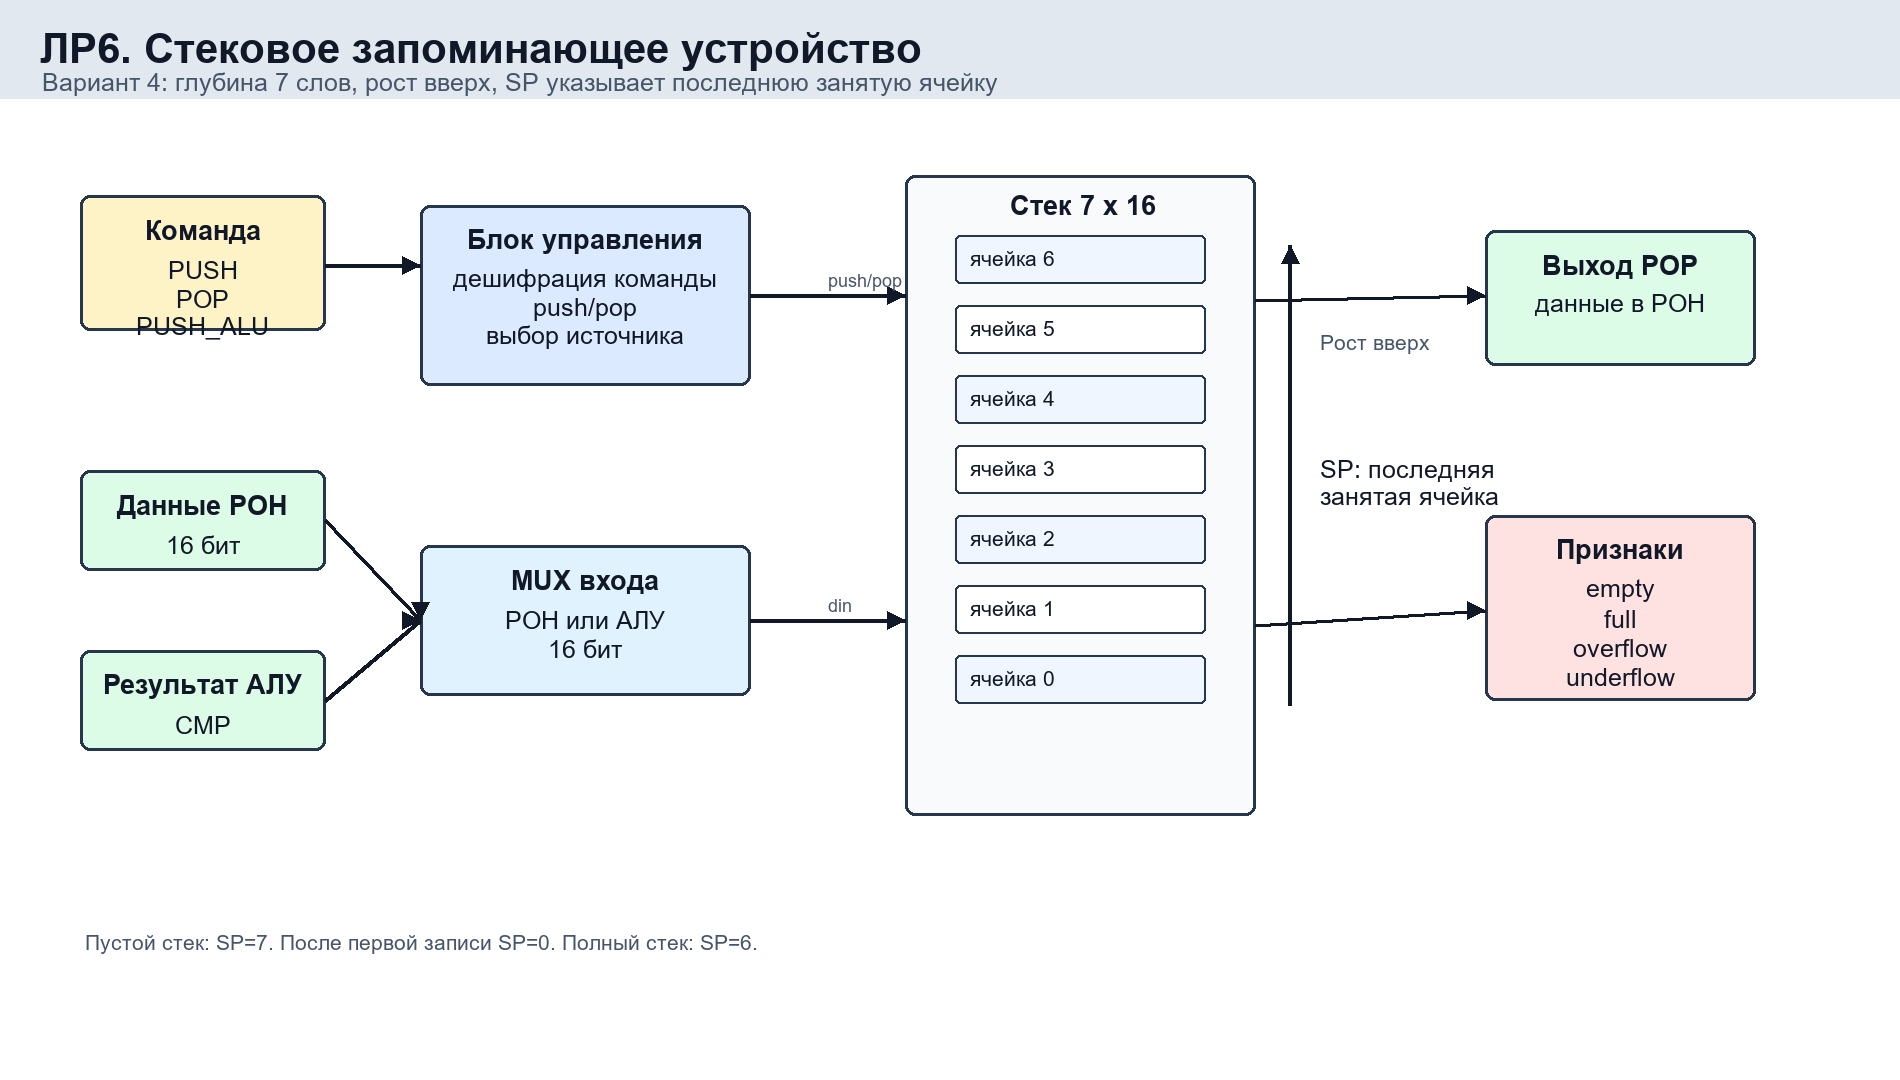 ЛР6. Стековое запоминающее устройство
Вариант 4: глубина 7 слов, рост вверх, SP указывает последнюю занятую ячейку
Команда
PUSH
POP
PUSH_ALU
Блок управления
дешифрация команды
push/pop
выбор источника
push/pop
Данные РОН
16 бит
Результат АЛУ
CMP
MUX входа
РОН или АЛУ
16 бит
din
Стек 7 x 16
ячейка 6
ячейка 5
ячейка 4
ячейка 3
ячейка 2
ячейка 1
ячейка 0
Рост вверх
SP: последняя
занятая ячейка
Выход POP
данные в РОН
Признаки
empty
full
overflow
underflow
Пустой стек: SP=7. После первой записи SP=0. Полный стек: SP=6.